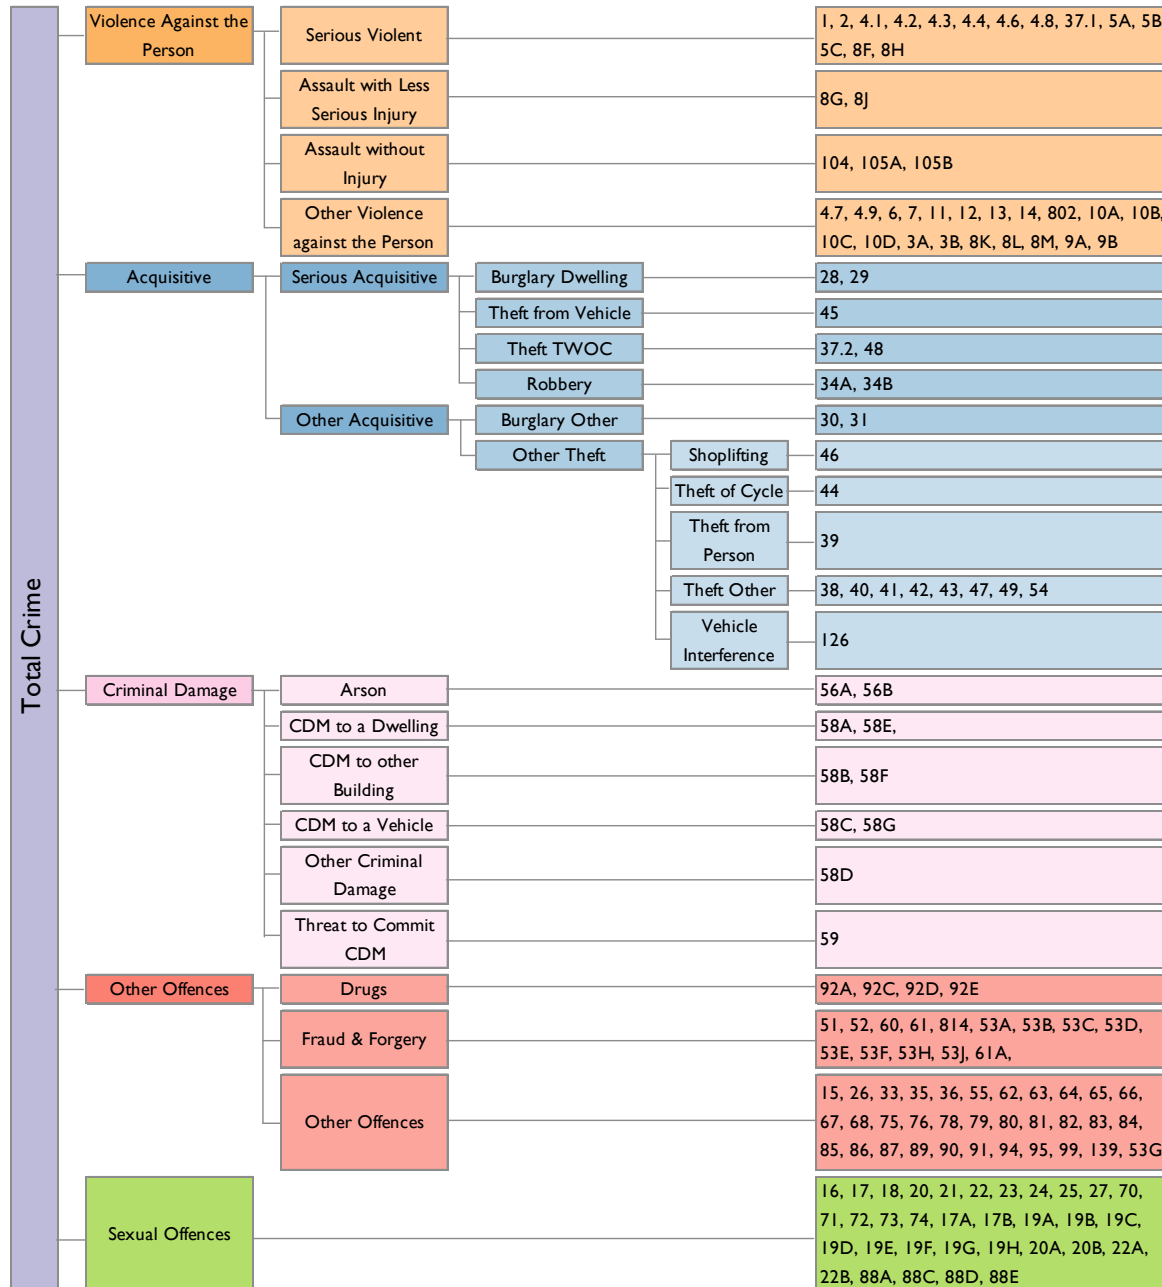 Total Crime
Violence Against the
Person
Serious Violent
1, 2, 4.1, 4.2, 4.3, 4.4, 4.6, 4.8, 37.1, 5A, 5B
5C, 8F, 8H
Assault with Less
Serious Injury
8G, 8J
Assault without
Injury
104, 105A, 105B
Other Violence
against the Person
4.7, 4.9, 6, 7, 11, 12, 13, 14, 802, 10A, 10B,
10C, 10D, 3A, 3B, 8K, 8L, 8M, 9A, 9B
Acquisitive
Serious Acquisitive
Burglary Dwelling
28, 29
Theft from Vehicle
45
Theft TWOC
37.2, 48
Robbery
34A, 34B
Other Acquisitive
Burglary Other
30, 31
Other Theft
Shoplifting
46
Theft of Cycle
44
Theft from
Person
39
Theft Other
38, 40, 41, 42, 43, 47, 49, 54
Vehicle
Interference
126
Criminal Damage
Arson
56A, 56B
CDM to a Dwelling
58A, 58E,
CDM to other
Building
58B, 58F
CDM to a Vehicle
58C, 58G
Other Criminal
Damage
58D
Threat to Commit
CDM
59
Other Offences
Drugs
92A, 92C, 92D, 92E
Fraud & Forgery
51, 52, 60, 61, 814, 53A, 53B, 53C, 53D,
53E, 53F, 53H, 53J, 61A,
Other Offences
15, 26, 33, 35, 36, 55, 62, 63, 64, 65, 66,
67, 68, 75, 76, 78, 79, 80, 81, 82, 83, 84,
85, 86, 87, 89, 90, 91, 94, 95, 99, 139, 53G
Sexual Offences
16, 17, 18, 20, 21, 22, 23, 24, 25, 27, 70,
71, 72, 73, 74, 17A, 17B, 19A, 19B, 19C,
19D, 19E, 19F, 19G, 19H, 20A, 20B, 22A,
22B, 88A, 88C, 88D, 88E